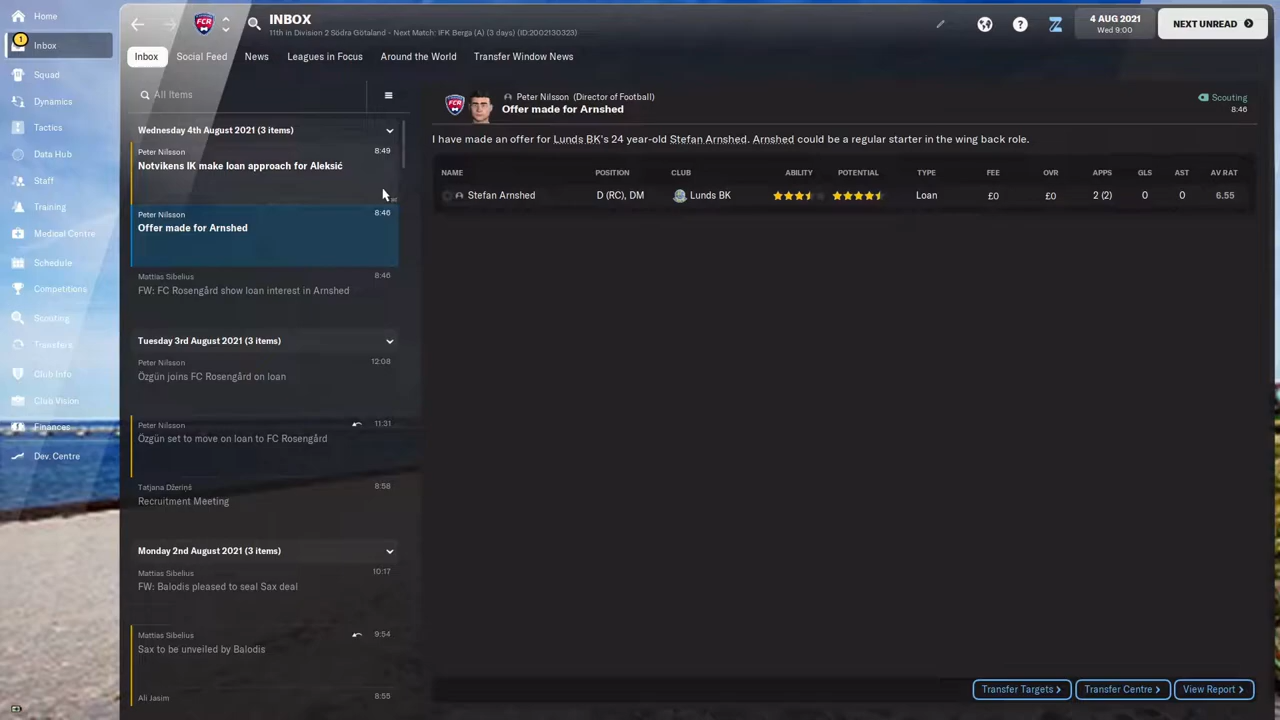 Home
1
Inbox
Squad
Dynamics
Tactics
Data Hub
Staff
Training
Medical Centre
Schedule
Competitions
Scouting
Transfers
Club Info
Club Vision
Finances
Dev. Centre
FCR
INBOX
11th in Division 2 Södra Götaland - Next Match: IFK Berga (A) (3 days) (ID:2002130323)
?
4 AUG 2021
Wed 9:00
NEXT UNREAD
Inbox Social Feed News Leagues in Focus Around the World Transfer Window News
All Items
Wednesday 4th August 2021 (3 items)
Peter Nilsson 8:49
Notvikens IK make loan approach for Aleksić
Peter Nilsson 8:46
Offer made for Arnshed
Mattias Sibelius 8:46
FW: FC Rosengård show loan interest in Arnshed
Tuesday 3rd August 2021 (3 items)
Peter Nilsson 12:08
Özgün joins FC Rosengård on loan
Peter Nilsson 11:31
Özgün set to move on loan to FC Rosengård
Tatjana Džeriņš 8:58
Recruitment Meeting
Monday 2nd August 2021 (3 items)
Mattias Sibelius 10:17
FW: Balodis pleased to seal Sax deal
Mattias Sibelius 9:54
Sax to be unveiled by Balodis
Ali Jasim 8:55
FCR
Peter Nilsson (Director of Football)
Offer made for Arnshed
Scouting
8:46
I have made an offer for Lunds BK's 24 year-old Stefan Arnshed. Arnshed could be a regular starter in the wing back role.
NAME POSITION CLUB ABILITY POTENTIAL TYPE FEE OVR APPS GLS AST AV RAT
Stefan Arnshed D (RC), DM Lunds BK Loan £0 £0 2 (2) 0 0 6.55
Transfer Targets Transfer Centre View Report